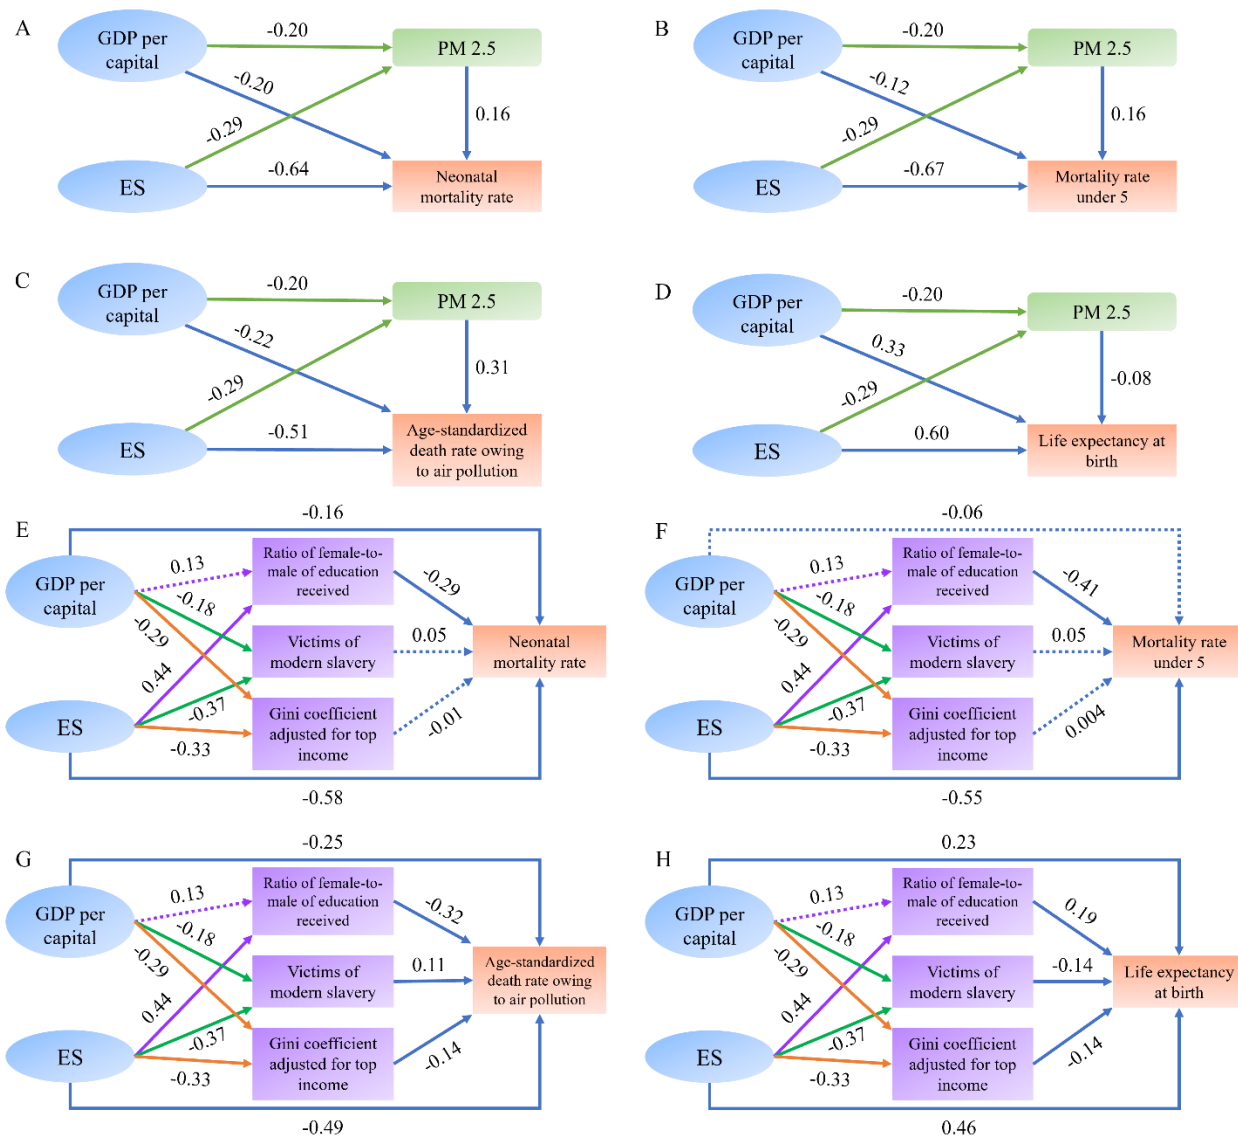 A
GDP per
capital
-0.20
PM 2.5
-0.20
0.16
-0.29
ES
-0.64
Neonatal
mortality rate
B
GDP per
capital
-0.20
PM 2.5
-0.12
0.16
-0.29
ES
-0.67
Mortality rate
under 5
C
GDP per
capital
-0.20
PM 2.5
-0.22
0.31
-0.29
ES
-0.51
Age-standardized
death rate owing
to air pollution
D
GDP per
capital
-0.20
PM 2.5
0.33
-0.08
-0.29
ES
0.60
Life expectancy at
birth
E
-0.16
GDP per
capital
0.13
-0.18
-0.29
Ratio of female-to-
male of education
received
-0.29
Victims of
modern slavery
0.05
Neonatal
mortality rate
0.44
-0.37
-0.33
ES
Gini coefficient
adjusted for top
income
-0.01
-0.58
F
-0.06
GDP per
capital
0.13
-0.18
-0.29
Ratio of female-to-
male of education
received
-0.41
Victims of
modern slavery
0.05
Mortality rate
under 5
0.44
-0.37
-0.33
ES
Gini coefficient
adjusted for top
income
0.004
-0.55
G
-0.25
GDP per
capital
0.13
-0.18
-0.29
Ratio of female-to-
male of education
received
-0.32
Victims of
modern slavery
0.11
Age-standardized
death rate owing
to air pollution
0.44
-0.37
-0.33
ES
Gini coefficient
adjusted for top
income
-0.14
-0.49
H
0.23
GDP per
capital
0.13
-0.18
-0.29
Ratio of female-to-
male of education
received
0.19
Victims of
modern slavery
-0.14
Life expectancy
at birth
0.44
-0.37
-0.33
ES
Gini coefficient
adjusted for top
income
-0.14
0.46